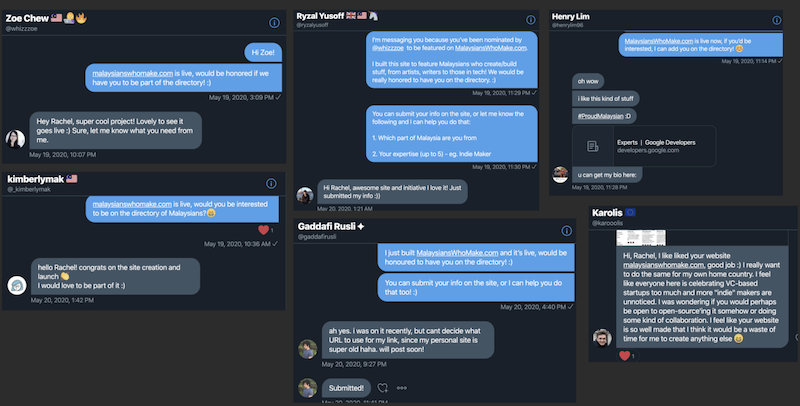 Zoe Chew 🇲🇾👩‍💻🔥
@whizzzoe
Hi Zoe!
malaysianswhomake.com is live, would be honored if we
have you to be part of the directory! :)
May 19, 2020, 3:09 PM ✓
Hey Rachel, super cool project! Lovely to see it
goes live :) Sure, let me know what you need from
me.
May 19, 2020, 10:07 PM
kimberlymak 🇲🇾
@_kimberlymak
malaysianswhomake.com is live, would you be interested
to be on the directory of Malaysians?😄
❤️ 1
May 19, 2020, 10:36 AM ✓
hello Rachel! congrats on the site creation and
launch 👏
I would love to be part of it :)
May 20, 2020, 1:42 PM
Ryzal Yusoff 🇬🇧🇲🇾🦄
@ryzalyusoff
I'm messaging you because you've been nominated by
@whizzzoe to be featured on MalaysiansWhoMake.com.
I built this site to feature Malaysians who create/build
stuff, from artists, writers to those in tech! We would be
really honored to have you on the directory. :)
May 19, 2020, 11:29 PM ✓
You can submit your info on the site, or let me know the
following and I can help you do that:
1. Which part of Malaysia are you from
2. Your expertise (up to 5) - eg. Indie Maker
May 19, 2020, 11:30 PM ✓
Hi Rachel, awesome site and initiative I love it! Just
submitted my info :))
May 20, 2020, 1:21 AM
Gaddafi Rusli ✦
@gaddafirusli
I just built MalaysiansWhoMake.com and it's live, would be
honoured to have you on the directory! :)
You can submit your info on the site, or I can help you do
that too! :)
May 20, 2020, 4:40 PM ✓
ah yes. i was on it recently, but cant decide what
URL to use for my link, since my personal site is
super old haha. will post soon!
May 20, 2020, 9:27 PM
Submitted!
May 20, 2020, 11:41 PM
Henry Lim
@henrylim96
MalaysiansWhoMake.com is live now, if you'd be
interested, I can add you on the directory! 😊
May 19, 2020, 11:14 PM ✓
oh wow
i like this kind of stuff
#ProudMalaysian :D
Experts | Google Developers
developers.google.com
u can get my bio here:
May 19, 2020, 11:28 PM
Karolis 🇪🇺
@karooolis
Hi, Rachel, I like liked your website
malaysianswhomake.com, good job :) I really want
to do the same for my own home country. I feel
like everyone here is celebrating VC-based
startups too much and more "indie" makers are
unnoticed. I was wondering if you would perhaps
be open to open-source'ing it somehow or doing
some kind of collaboration. I feel like your website
is so well made that I think it would be a waste of
time for me to create anything else 😄
❤️ 1